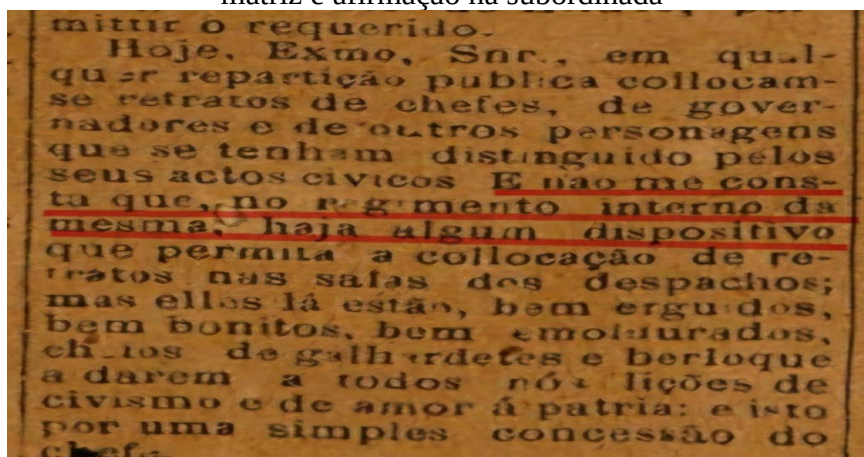 matriz e afirmação na subordinada
mittir o requerido.
Hoje, Exmo, Snr., em qual-
quer repartição publica collocam-
se retratos de chefes, de gover-
nadores e de outros personagens
que se tenham distinguido pelos
seus actos civicos E não me cons-
ta que, no regimento interno da
mesma, haja algum dispositivo
que permita a collocação de re-
tratos nas salas dos despachos;
mas elles lá estão, bem erguidos,
bem bonitos, bem emoldurados,
cheios de galhardetes e berloque
a darem a todos nós lições de
civismo e de amor á patria: e isto
por uma simples concessão do
chefe